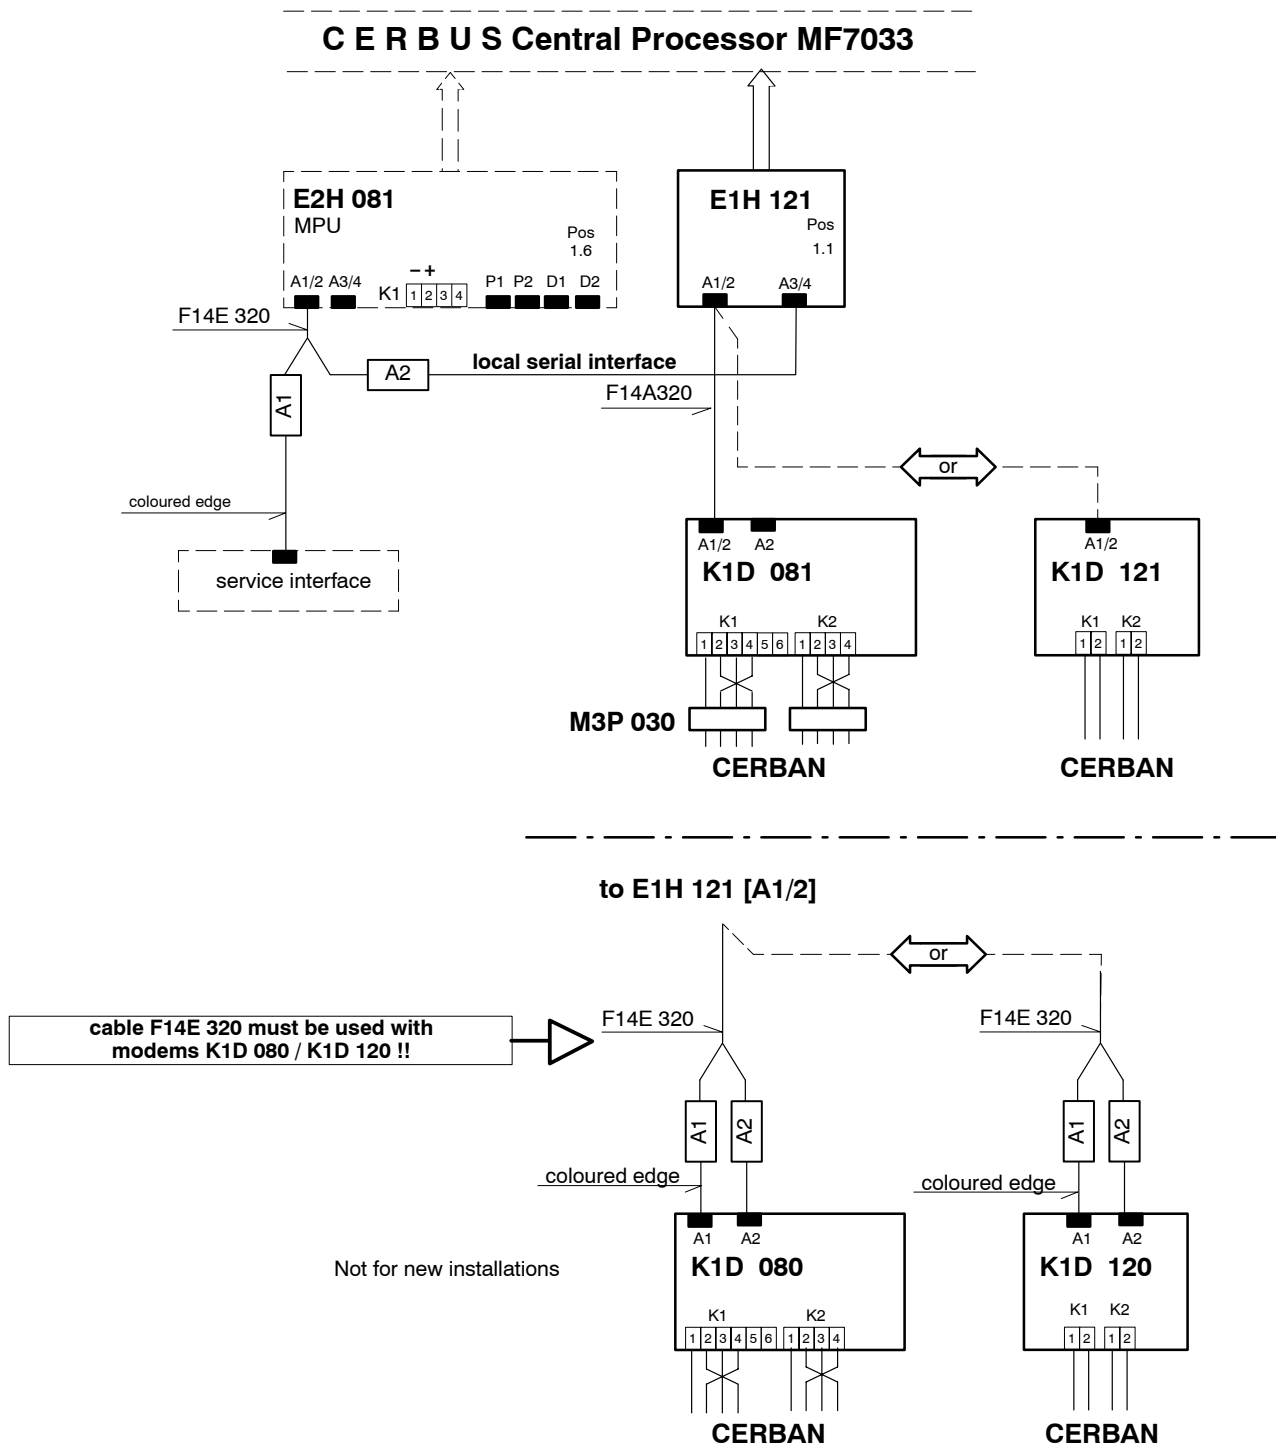 C E R B U S Central Processor MF7033
E2H 081
MPU
Pos
1.6
A1/2 A3/4
– +
K1 1 2 3 4
P1 P2 D1 D2
E1H 121
Pos
1.1
A1/2 A3/4
F14E 320
A2
local serial interface
A1
F14A320
or
coloured edge
service interface
A1/2 A2
K1D 081
K1 K2
1 2 3 4 5 6 1 2 3 4
A1/2
K1D 121
K1 K2
1 2 1 2
M3P 030
CERBAN
CERBAN
to E1H 121 [A1/2]
or
cable F14E 320 must be used with
modems K1D 080 / K1D 120 !!
F14E 320
F14E 320
A1 A2
A1 A2
coloured edge
coloured edge
A1 A2
K1D 080
A1 A2
K1D 120
Not for new installations
K1 K2
1 2 3 4 5 6 1 2 3 4
K1 K2
1 2 1 2
CERBAN
CERBAN